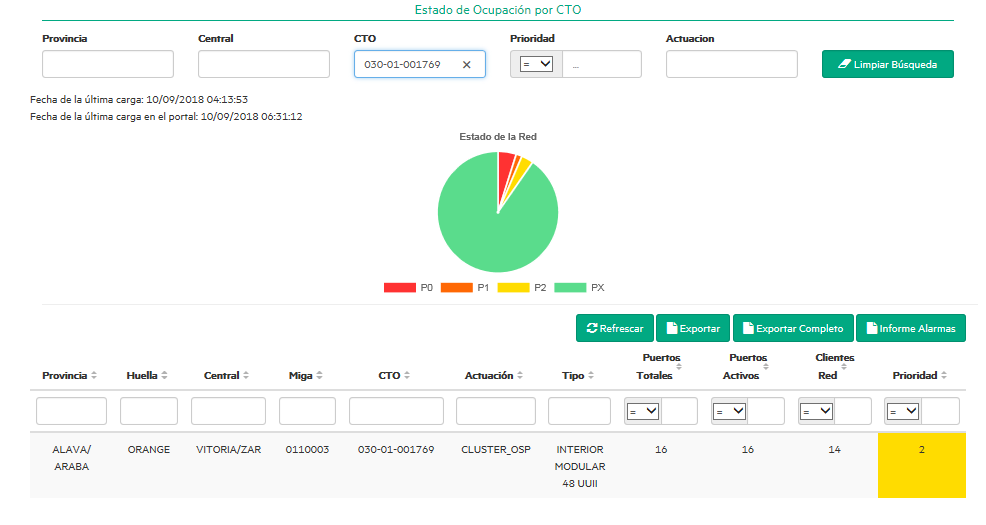 Estado de Ocupación por CTO
Provincia Central CTO Prioridad Actuacion
030-01-001769 × = ... Limpiar Búsqueda
Fecha de la última carga: 10/09/2018 04:13:53
Fecha de la última carga en el portal: 10/09/2018 06:31:12
Estado de la Red
P0 P1 P2 PX
Refrescar Exportar Exportar Completo Informe Alarmas
Provincia Huella Central Miga CTO Actuación Tipo Puertos Totales Puertos Activos Clientes Red Prioridad
= = = =
ALAVA/ ORANGE VITORIA/ZAR 0110003 030-01-001769 CLUSTER_OSP INTERIOR 16 16 14 2
ARABA MODULAR
48 UUII